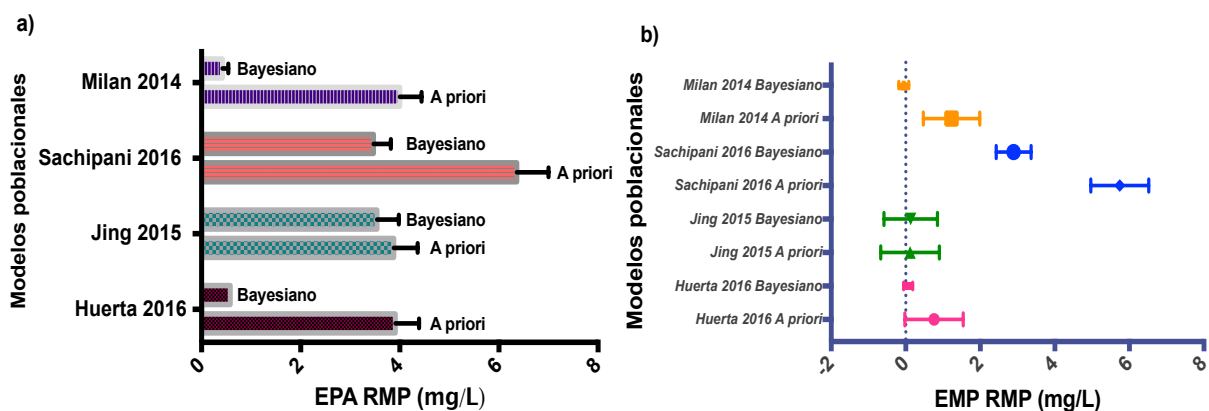 a)
Modelos poblacionales
Milan 2014
Bayesiano
A priori
Sachipani 2016
Bayesiano
A priori
Jing 2015
Bayesiano
A priori
Huerta 2016
Bayesiano
A priori
0 2 4 6 8
EPA RMP (mg/L)
b)
Modelos poblacionales
Milan 2014 Bayesiano
Milan 2014 A priori
Sachipani 2016 Bayesiano
Sachipani 2016 A priori
Jing 2015 Bayesiano
Jing 2015 A priori
Huerta 2016 Bayesiano
Huerta 2016 A priori
-2 0 2 4 6 8
EMP RMP (mg/L)